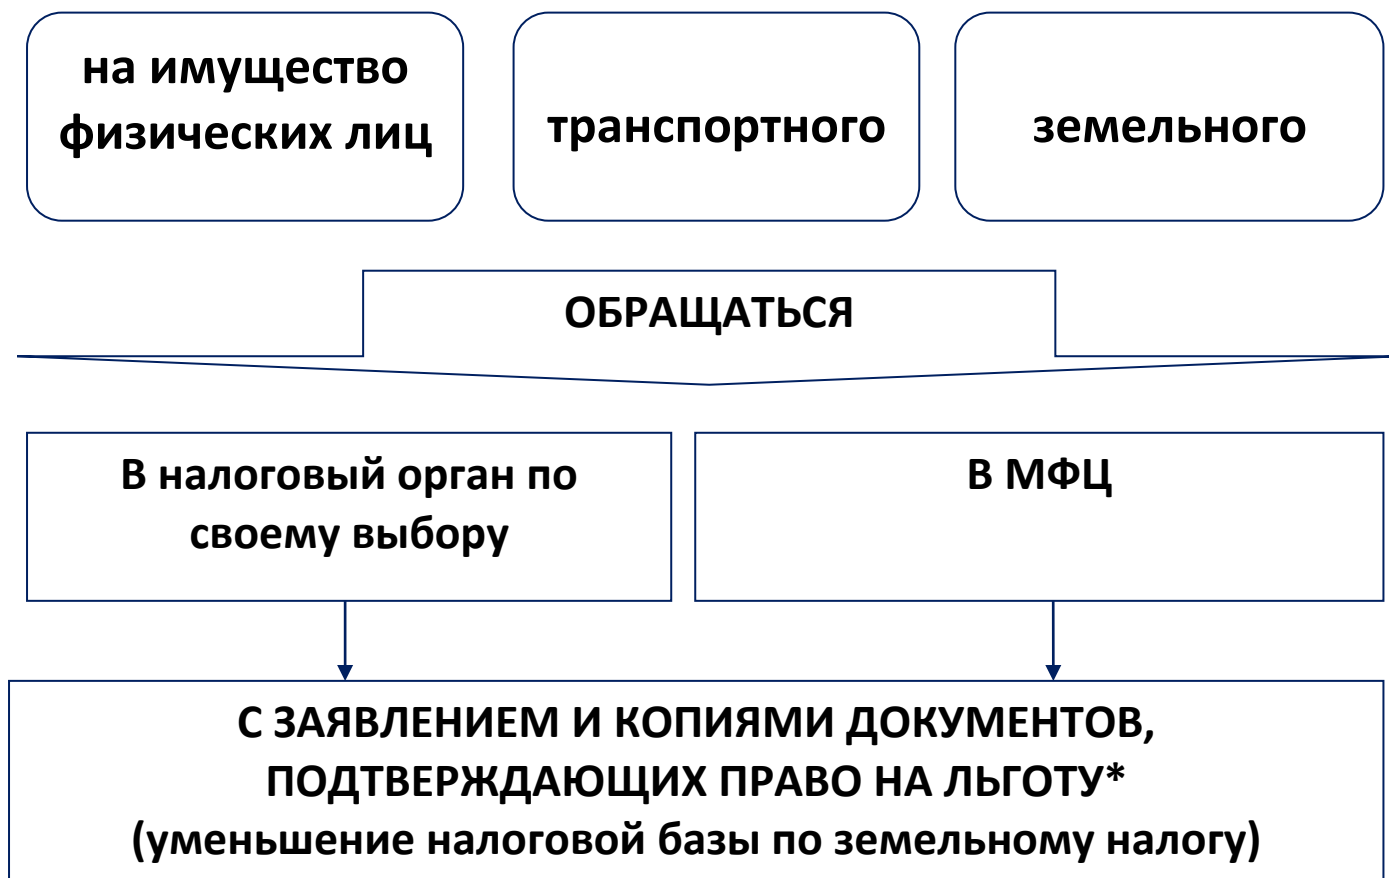 на имущество
физических лиц
транспортного
земельного
ОБРАЩАТЬСЯ
В налоговый орган по
своему выбору
В МФЦ
С ЗАЯВЛЕНИЕМ И КОПИЯМИ ДОКУМЕНТОВ,
ПОДТВЕРЖДАЮЩИХ ПРАВО НА ЛЬГОТУ*
(уменьшение налоговой базы по земельному налогу)